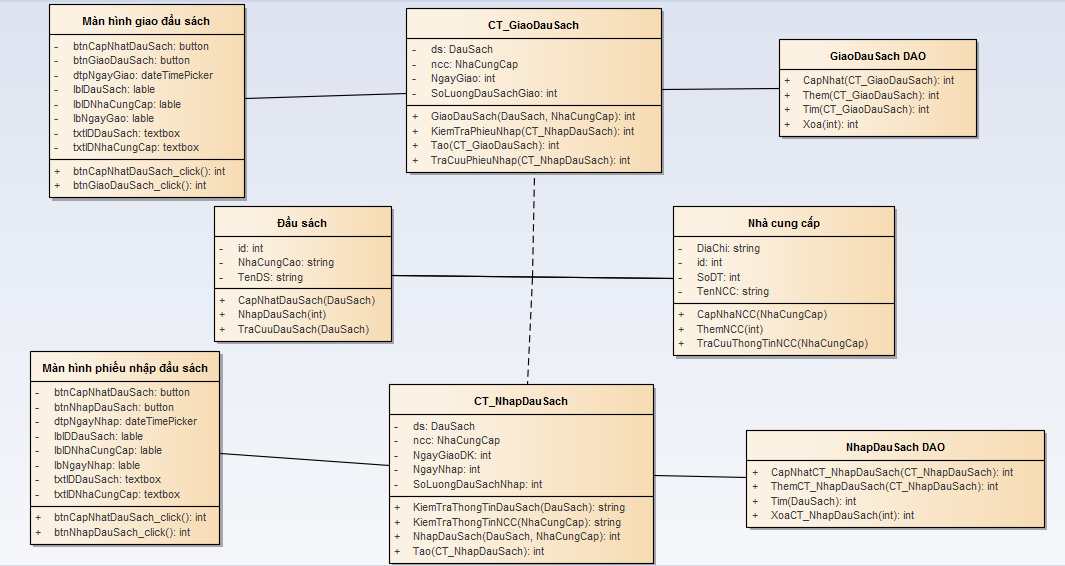 Màn hình giao đầu sách
- btnCapNhatDauSach: button
- btnGiaoDauSach: button
- dtpNgayGiao: dateTimePicker
- lblDauSach: lable
- lblDNhaCungCap: lable
- lbNgayGao: lable
- txtIDDauSach: textbox
- txtIDNhaCungCap: textbox
+ btnCapNhatDauSach_click(): int
+ btnGiaoDauSach_click(): int
CT_GiaoDauSach
- ds: DauSach
- ncc: NhaCungCap
- NgayGiao: int
- SoLuongDauSachGiao: int
+ GiaoDauSach(DauSach, NhaCungCap): int
+ KiemTraPhieuNhap(CT_NhapDauSach): int
+ Tao(CT_GiaoDauSach): int
+ TraCuuPhieuNhap(CT_NhapDauSach): int
GiaoDauSach DAO
+ CapNhat(CT_GiaoDauSach): int
+ Them(CT_GiaoDauSach): int
+ Tim(CT_GiaoDauSach): int
+ Xoa(int): int
Đầu sách
- id: int
- NhaCungCao: string
- TenDS: string
+ CapNhatDauSach(DauSach)
+ NhapDauSach(int)
+ TraCuuDauSach(DauSach)
Nhà cung cấp
- DiaChi: string
- id: int
- SoDT: int
- TenNCC: string
+ CapNhaNCC(NhaCungCap)
+ ThemNCC(int)
+ TraCuuThongTinNCC(NhaCungCap)
Màn hình phiếu nhập đầu sách
- btnCapNhatDauSach: button
- btnNhapDauSach: button
- dtpNgayNhap: dateTimePicker
- lblDDauSach: lable
- lblDNhaCungCap: lable
- lbNgayNhap: lable
- txtIDDauSach: textbox
- txtIDNhaCungCap: textbox
+ btnCapNhatDauSach_click(): int
+ btnNhapDauSach_click(): int
CT_NhapDauSach
- ds: DauSach
- ncc: NhaCungCap
- NgayGiaoDK: int
- NgayNhap: int
- SoLuongDauSachNhap: int
+ KiemTraThongTinDauSach(DauSach): string
+ KiemTraThongTinNCC(NhaCungCap): string
+ NhapDauSach(DauSach, NhaCungCap): int
+ Tao(CT_NhapDauSach): int
NhapDauSach DAO
+ CapNhatCT_NhapDauSach(CT_NhapDauSach): int
+ ThemCT_NhapDauSach(CT_NhapDauSach): int
+ Tim(DauSach): int
+ XoaCT_NhapDauSach(int): int